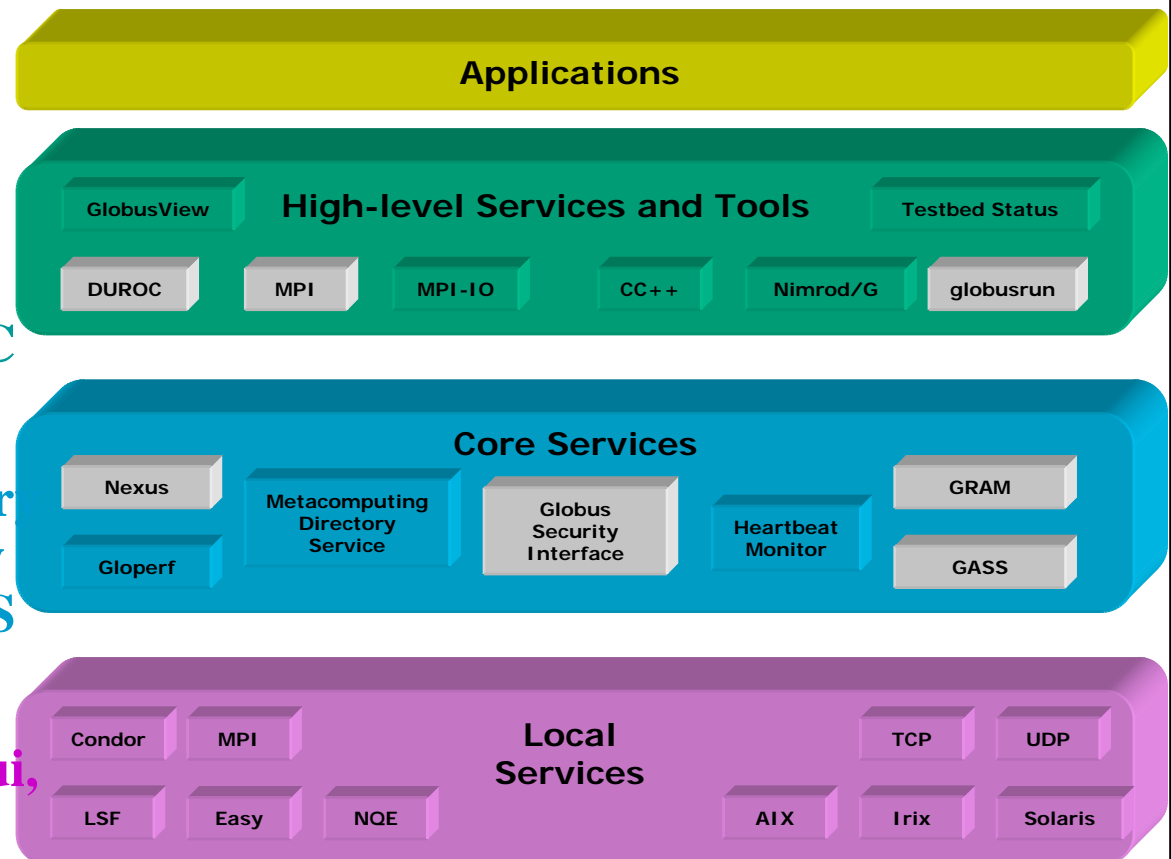 Applications
High-level Services and Tools
GlobusView
Testbed Status
DUROC
MPI
MPI-IO
CC++
Nimrod/G
globusrun
C
Core Services
Nexus
Metacomputing
Directory
Service
Globus
Security
Interface
Heartbeat
Monitor
GRAM
Gloperf
GASS
S
Local
Services
Condor
MPI
TCP
UDP
ui,
LSF
Easy
NQE
AIX
Irix
Solaris